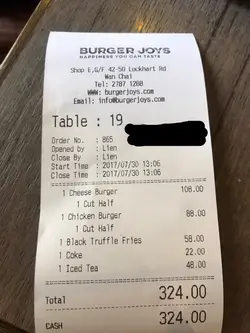 BURGER JOYS
HAPPINESS YOU CAN TASTE
Shop E,G/F 42-50 Lockhart Rd
Wan Chai
Tel: 2787 1288
WWW: burgerjoys.com
Email: info@burgerjoys.com
Table : 19
Order No. : 865
Opened by : Lien
Close By : Lien
Start Time : 2017/07/30 13:06
Close Time : 2017/07/30 13:06
1 Cheese Burger 108.00
1 Cut Half
1 Chicken Burger 88.00
1 Cut Half
1 Black Truffle Fries 58.00
1 Coke 22.00
1 Iced Tea 48.00
Total 324.00
CASH 324.00